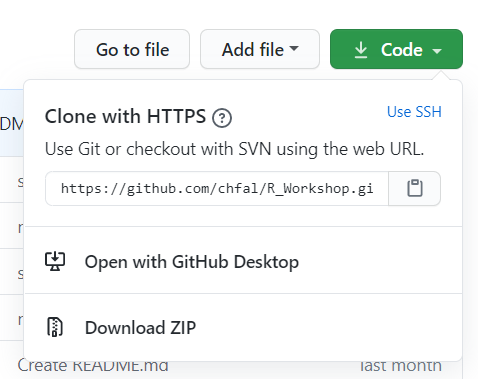 Go to file
Add file
Code
DM
Clone with HTTPS ?
Use SSH
Use Git or checkout with SVN using the web URL.
https://github.com/chfal/R_Workshop.gi
Open with GitHub Desktop
Download ZIP
Create README.md
last month